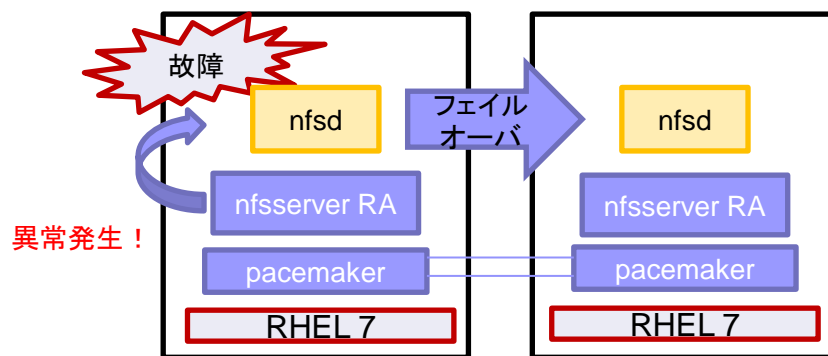 故障
nfsd
フェイル
オーバ
nfsd
nfsserver RA
nfsserver RA
異常発生！
pacemaker
pacemaker
RHEL 7
RHEL 7